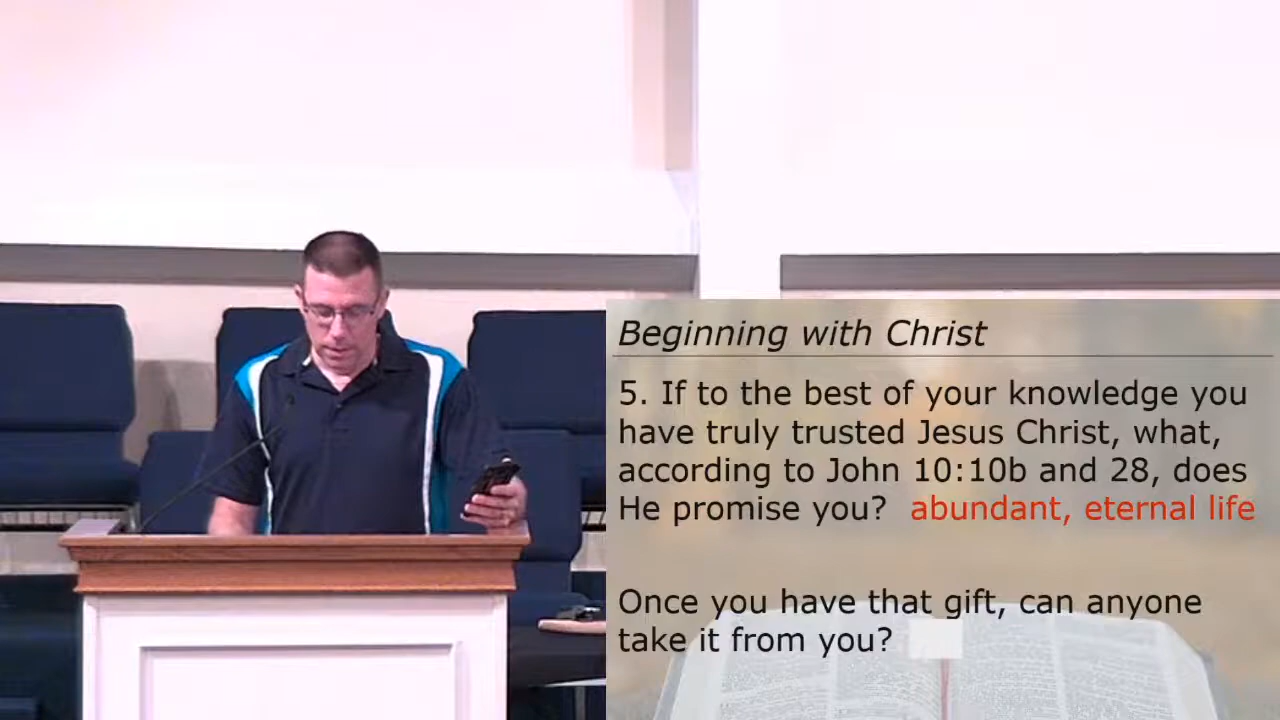 Beginning with Christ
5. If to the best of your knowledge you
have truly trusted Jesus Christ, what,
according to John 10:10b and 28, does
He promise you? abundant, eternal life
Once you have that gift, can anyone
take it from you?